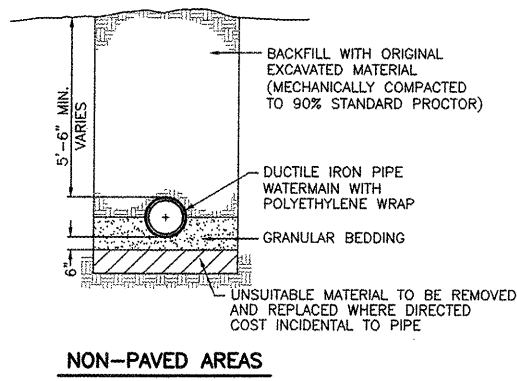 BACKFILL WITH ORIGINAL
EXCAVATED MATERIAL
(MECHANICALLY COMPACTED
TO 90% STANDARD PROCTOR)
5'-6" MIN.
VARIES
DUCTILE IRON PIPE
WATERMAIN WITH
POLYETHYLENE WRAP
GRANULAR BEDDING
6"
UNSUITABLE MATERIAL TO BE REMOVED
AND REPLACED WHERE DIRECTED
COST INCIDENTAL TO PIPE
NON-PAVED AREAS